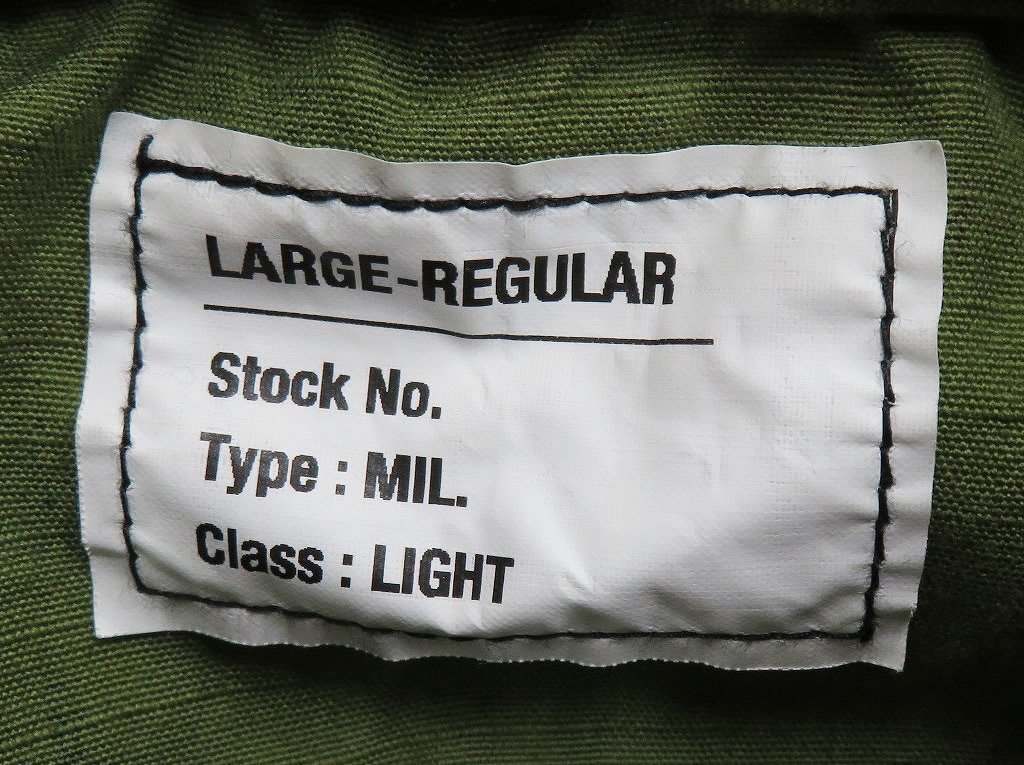 LARGE-REGULAR
Stock No.
Type : MIL.
Class : LIGHT